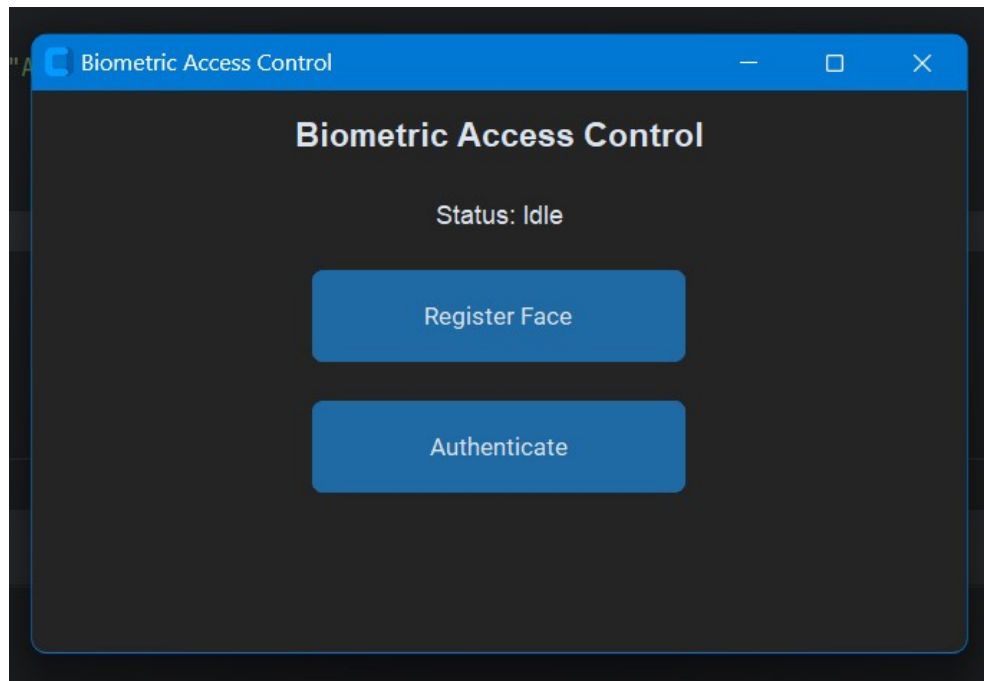 "A
Biometric Access Control
Biometric Access Control
Status: Idle
Register Face
Authenticate